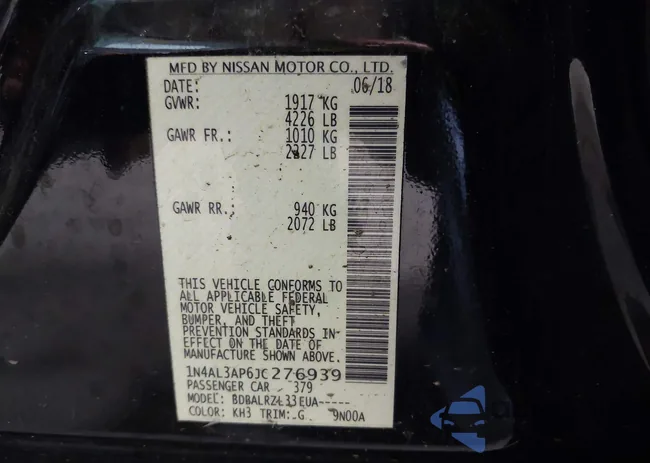 MFD BY NISSAN MOTOR CO., LTD.
DATE: 06/18
GVWR: 1917 KG
4226 LB
GAWR FR.: 1010 KG
2227 LB
GAWR RR.: 940 KG
2072 LB
THIS VEHICLE CONFORMS TO
ALL APPLICABLE FEDERAL
MOTOR VEHICLE SAFETY,
BUMPER, AND THEFT
PREVENTION STANDARDS IN-
EFFECT ON THE DATE OF
MANUFACTURE SHOWN ABOVE.
1N4AL3AP6JC276939
PASSENGER CAR 379
MODEL: BDBALRZL33EUA-----
COLOR: KH3 TRIM: G 9N00A